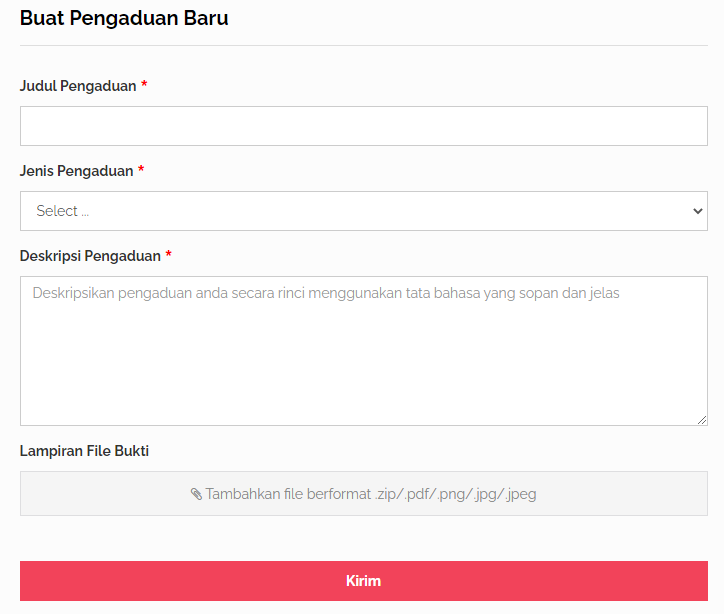 Buat Pengaduan Baru
Judul Pengaduan *
Jenis Pengaduan *
Select ...
Deskripsi Pengaduan *
Deskripsikan pengaduan anda secara rinci menggunakan tata bahasa yang sopan dan jelas
Lampiran File Bukti
Tambahkan file berformat .zip/.pdf/.png/.jpg/.jpeg
Kirim